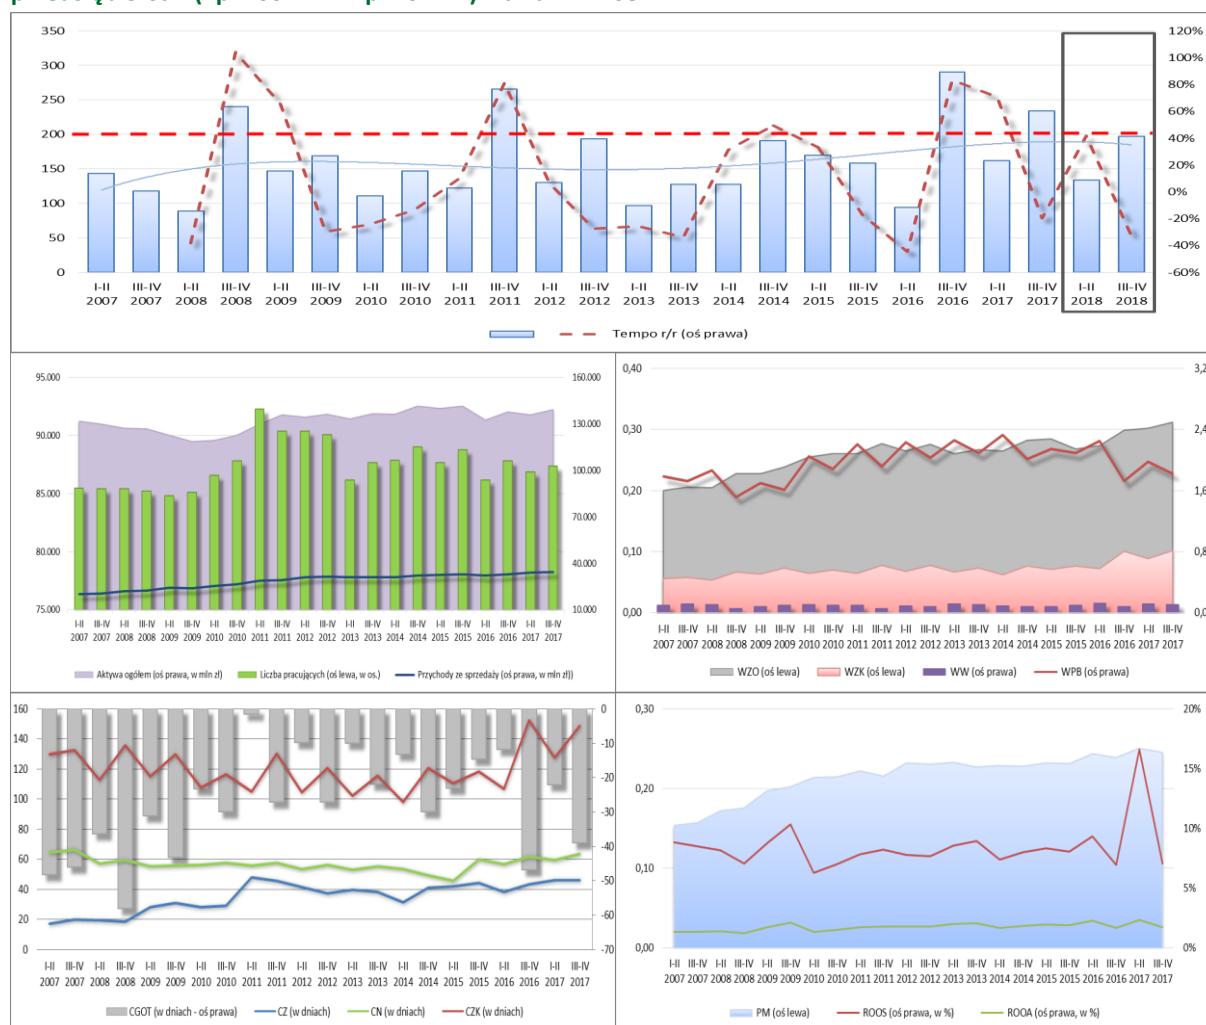 350 120%
300 100%
250 80%
200 60%
150 40%
100 20%
50 0%
0 -20%
-40%
-60%
I-II III-IV I-II III-IV I-II III-IV I-II III-IV I-II III-IV I-II III-IV I-II III-IV I-II III-IV I-II III-IV I-II III-IV I-II III-IV I-II III-IV
2007 2007 2008 2008 2009 2009 2010 2010 2011 2011 2012 2012 2013 2013 2014 2014 2015 2015 2016 2016 2017 2017 2018 2018
Tempo r/r (oś prawa)
95.000 160.000
90.000 130.000
85.000 100.000
80.000 70.000
75.000 40.000
10.000
I-II III-IV I-II III-IV I-II III-IV I-II III-IV I-II III-IV I-II III-IV I-II III-IV I-II III-IV I-II III-IV I-II III-IV I-II III-IV
2007 2007 2008 2008 2009 2009 2010 2010 2011 2011 2012 2012 2013 2013 2014 2014 2015 2015 2016 2016 2017 2017
Aktywa ogółem (oś prawa, w mln zł) Liczba pracujących (oś lewa, w os.) Przychody ze sprzedaży (oś prawa, w mln zł))
0,40
0,30 2,4
0,20 1,6
0,10 0,8
0,00 0,0
I-II III-IV I-II III-IV I-II III-IV I-II III-IV I-II III-IV I-II III-IV I-II III-IV I-II III-IV I-II III-IV I-II III-IV I-II III-IV
2007 2007 2008 2008 2009 2009 2010 2010 2011 2011 2012 2012 2013 2013 2014 2014 2015 2015 2016 2016 2017 2017
WZO (oś lewa) WZK (oś lewa) WW (oś prawa) WPB (oś prawa)
160 0
140 -10
120 -20
100 -30
80 -40
60 -50
40 -60
20 -70
0
I-II III-IV I-II III-IV I-II III-IV I-II III-IV I-II III-IV I-II III-IV I-II III-IV I-II III-IV I-II III-IV I-II III-IV I-II III-IV
2007 2007 2008 2008 2009 2009 2010 2010 2011 2011 2012 2012 2013 2013 2014 2014 2015 2015 2016 2016 2017 2017
CGOT (w dniach - oś prawa) CZ (w dniach) CN (w dniach) CZK (w dniach)
0,30 20%
0,20 15%
0,10 10%
0,00 5%
0%
I-II III-IV I-II III-IV I-II III-IV I-II III-IV I-II III-IV I-II III-IV I-II III-IV I-II III-IV I-II III-IV I-II III-IV I-II III-IV
2007 2007 2008 2008 2009 2009 2010 2010 2011 2011 2012 2012 2013 2013 2014 2014 2015 2015 2016 2016 2017 2017
PM (oś lewa) ROOS (oś prawa, w %) ROOA (oś prawa, w %)